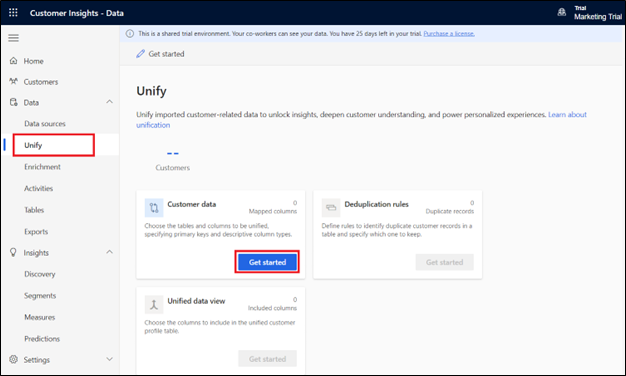 Customer Insights - Data
Trial
Marketing Trial
This is a shared trial environment. Your co-workers can see your data. You have 25 days left in your trial. Purchase a license.
Home
Customers
Data
Data sources
Unify
Enrichment
Activities
Tables
Exports
Insights
Discovery
Segments
Measures
Predictions
Settings
Get started
Unify
Unify imported customer-related data to unlock insights, deepen customer understanding, and power personalized experiences. Learn about
unification
--
Customers
Customer data
0
Mapped columns
Choose the tables and columns to be unified,
specifying primary keys and descriptive column types.
Get started
Deduplication rules
0
Duplicate records
Define rules to identify duplicate customer records in a
table and specify which one to keep.
Get started
Unified data view
0
Included columns
Choose the columns to include in the unified customer
profile table.
Get started